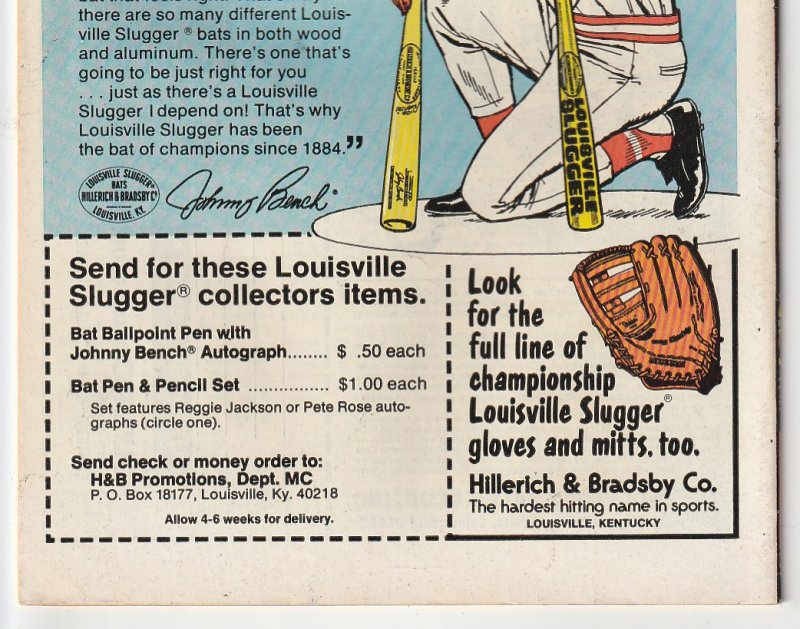 there are so many different Louis-
ville Slugger ® bats in both wood
and aluminum. There's one that's
going to be just right for you
. . . just as there's a Louisville
Slugger I depend on! That's why
Louisville Slugger has been
the bat of champions since 1884.”
LOUISVILLE SLUGGER®
BATS
HILLERICH & BRADSBY Cº
LOUISVILLE, KY.
Johnny Bench®
LOUISVILLE
SLUGGER
Send for these Louisville
Slugger® collectors items.
Bat Ballpoint Pen with
Johnny Bench® Autograph........ $ .50 each
Bat Pen & Pencil Set ................ $1.00 each
Set features Reggie Jackson or Pete Rose auto-
graphs (circle one).
Send check or money order to:
H&B Promotions, Dept. MC
P. O. Box 18177, Louisville, Ky. 40218
Allow 4-6 weeks for delivery.
Look
for the
full line of
championship
Louisville Slugger®
gloves and mitts, too.
Hillerich & Bradsby Co.
The hardest hitting name in sports.
LOUISVILLE, KENTUCKY